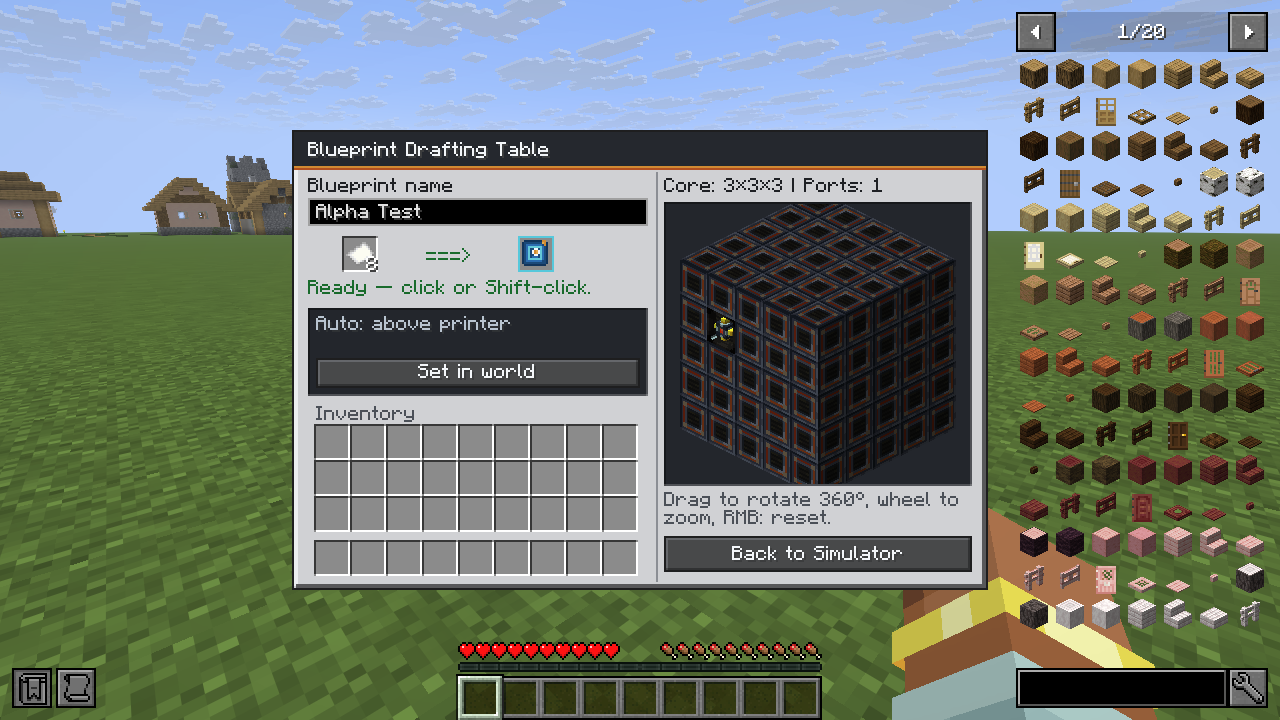 1/20
Blueprint Drafting Table
Blueprint name
Core: 3×3×3 | Ports: 1
Alpha Test
8
===>
Ready — click or Shift-click.
Auto: above printer
Set in world
Inventory
Drag to rotate 360°, wheel to
zoom, RMB: reset.
Back to Simulator